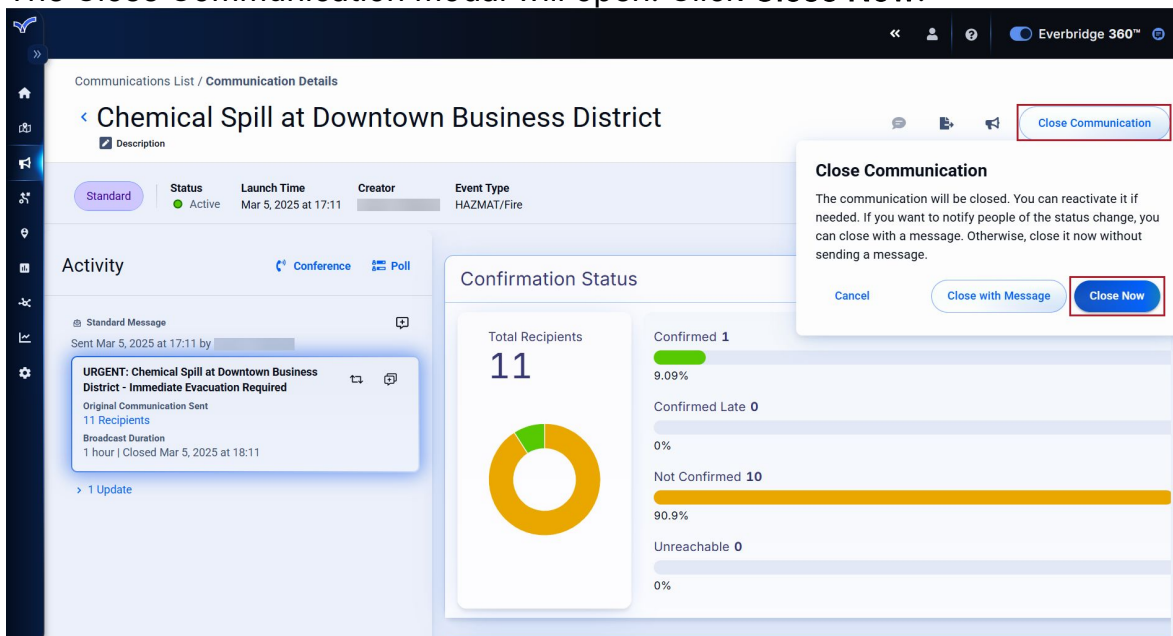 The Close Communication modal will open. Click Close Now.
Everbridge 360™
Communications List / Communication Details
Chemical Spill at Downtown Business District
Description
Close Communication
Standard
Status
Active
Launch Time
Mar 5, 2025 at 17:11
Creator
Event Type
HAZMAT/Fire
Close Communication
The communication will be closed. You can reactivate it if
needed. If you want to notify people of the status change, you
can close with a message. Otherwise, close it now without
sending a message.
Cancel
Close with Message
Close Now
Activity
Conference
Poll
Standard Message
Sent Mar 5, 2025 at 17:11 by
URGENT: Chemical Spill at Downtown Business
District - Immediate Evacuation Required
Original Communication Sent
11 Recipients
Broadcast Duration
1 hour | Closed Mar 5, 2025 at 18:11
1 Update
Confirmation Status
Total Recipients
11
Confirmed 1
9.09%
Confirmed Late 0
0%
Not Confirmed 10
90.9%
Unreachable 0
0%